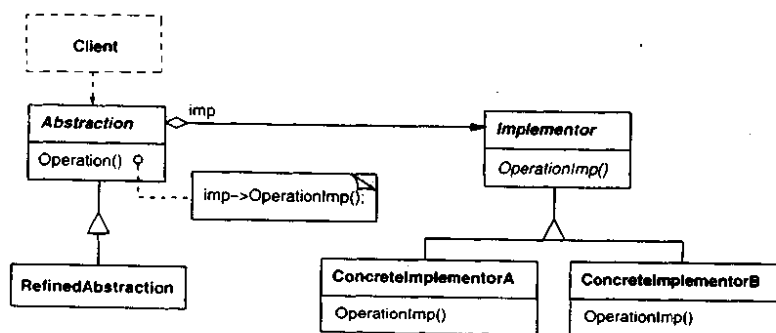 Client
imp
Abstraction
Implementor
Operation()
OperationImp()
imp->OperationImp();
RefinedAbstraction
ConcreteImplementorA
ConcreteImplementorB
OperationImp()
OperationImp()